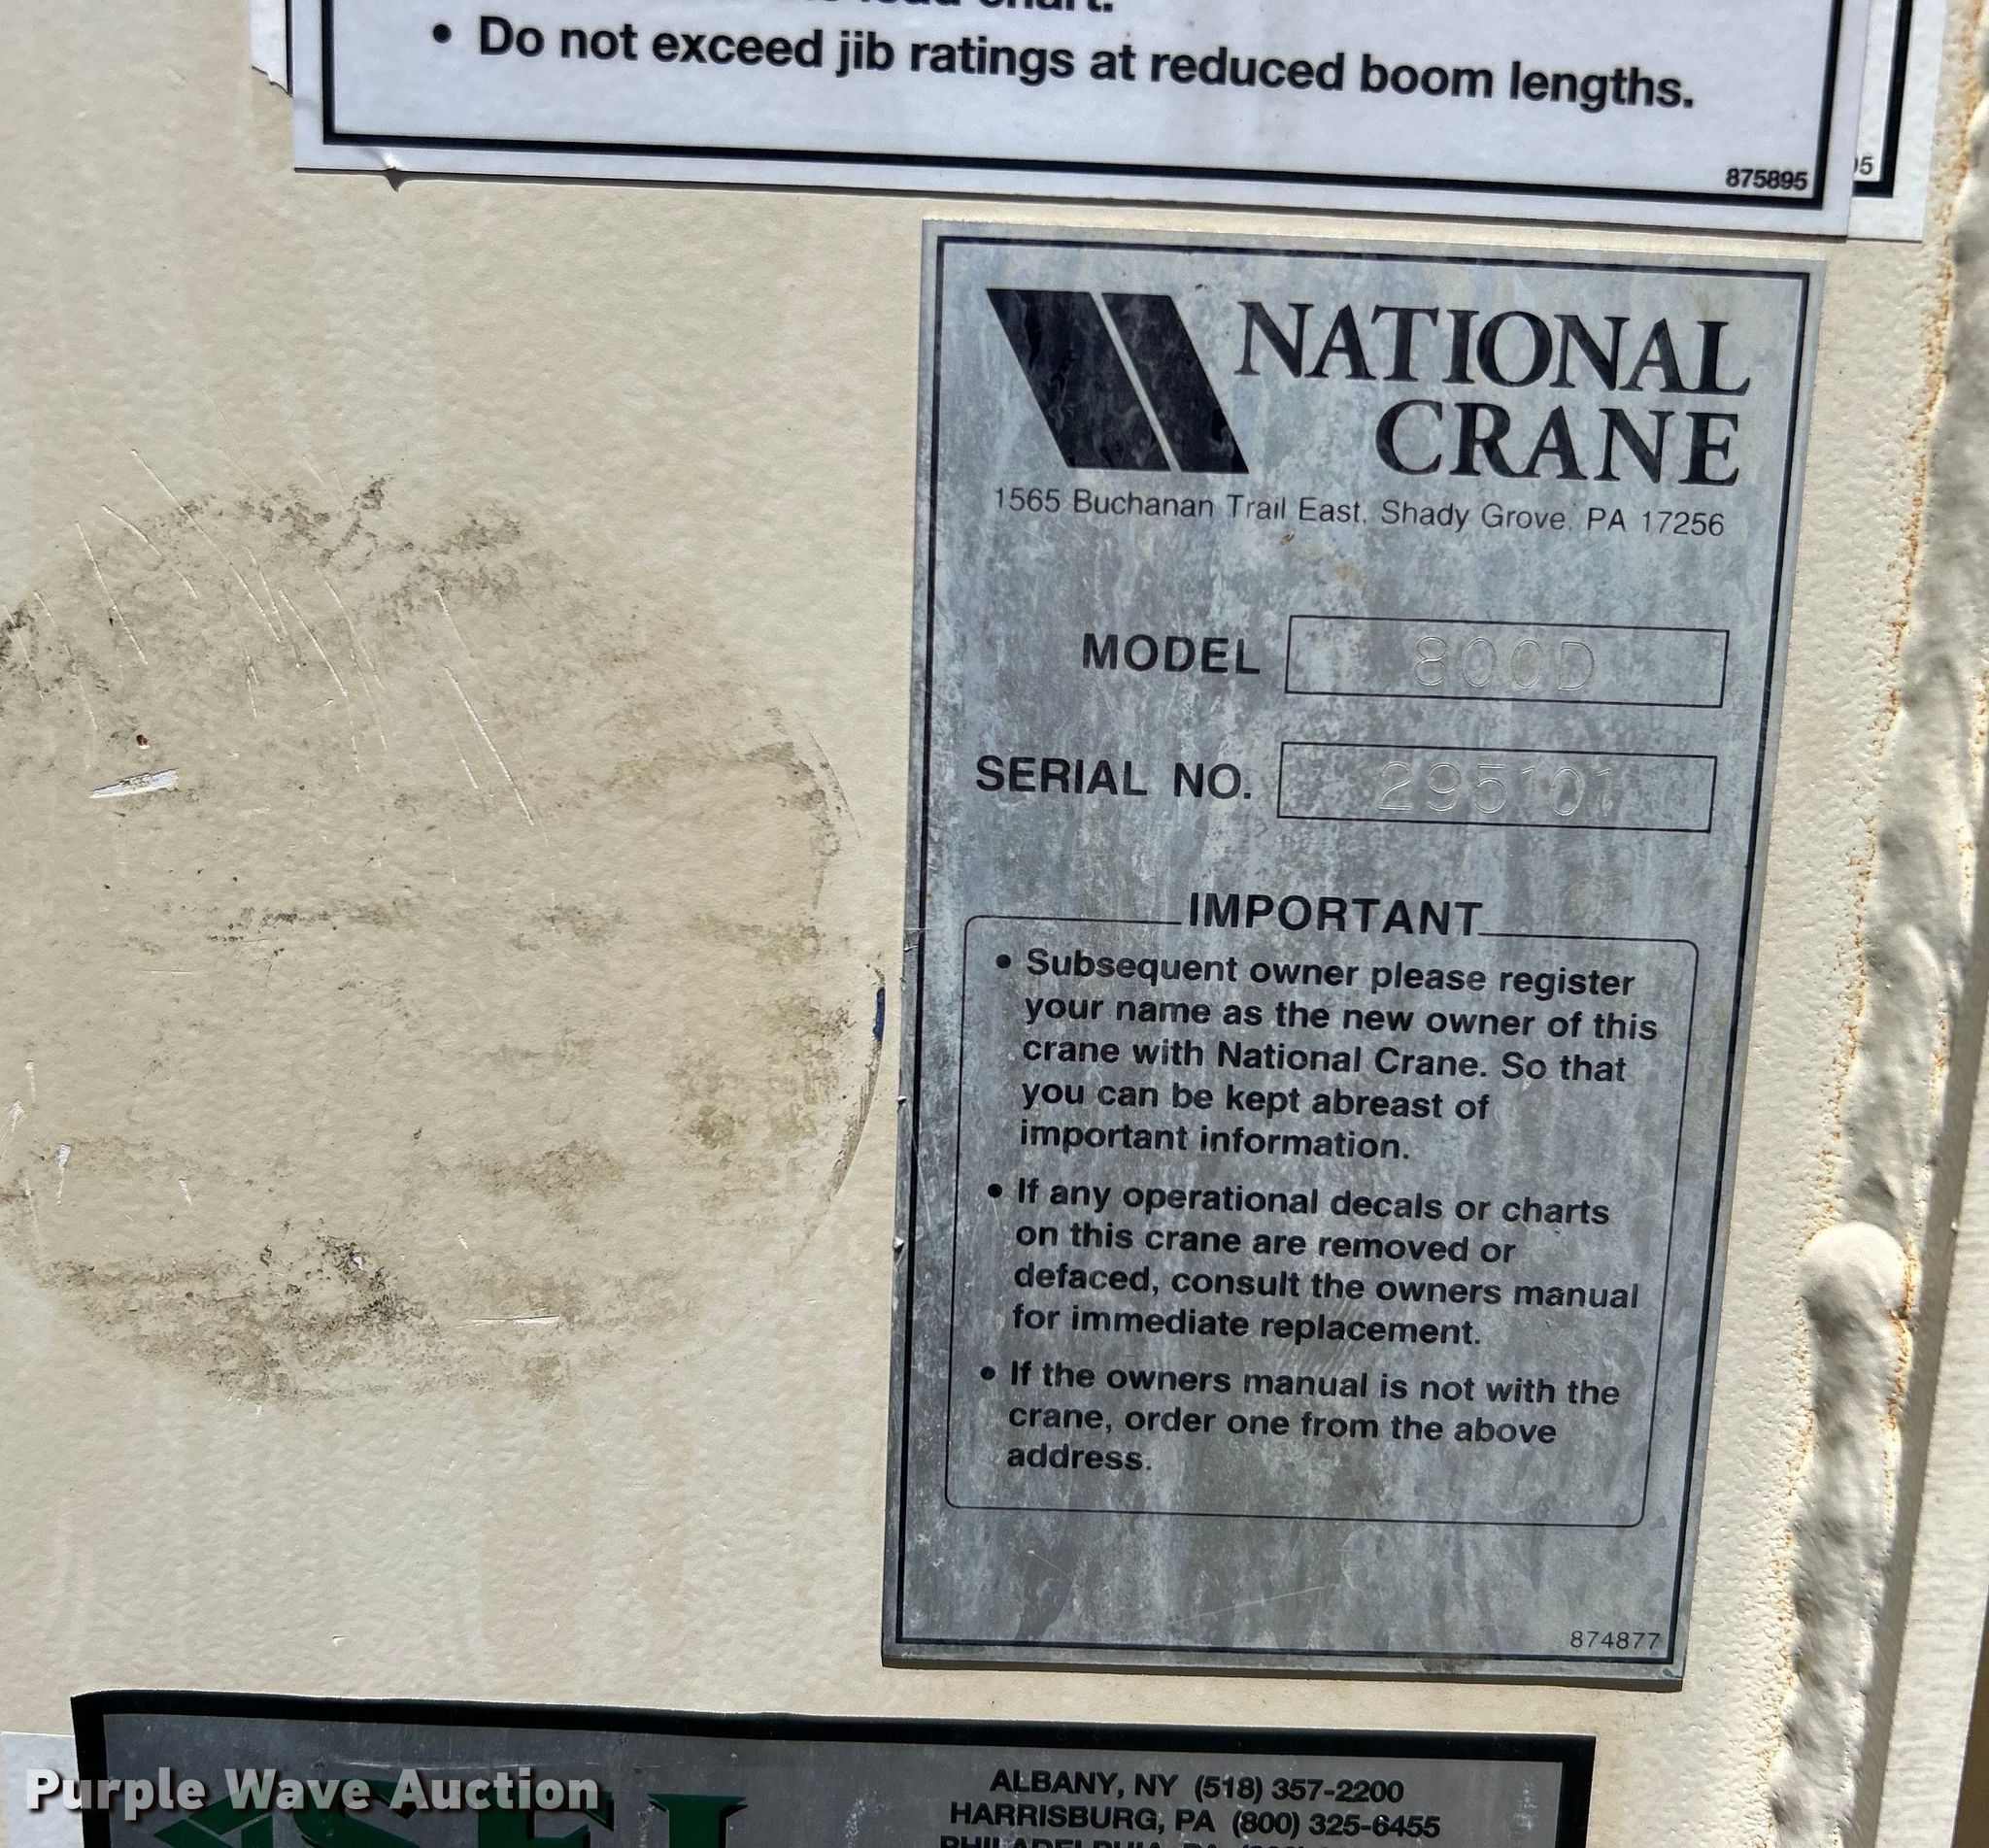 chart.
• Do not exceed jib ratings at reduced boom lengths.
875895
NATIONAL
CRANE
1565 Buchanan Trail East, Shady Grove, PA 17256
MODEL 800D
SERIAL NO. 295101
IMPORTANT
• Subsequent owner please register
your name as the new owner of this
crane with National Crane. So that
you can be kept abreast of
important information.
• If any operational decals or charts
on this crane are removed or
defaced, consult the owners manual
for immediate replacement.
• If the owners manual is not with the
crane, order one from the above
address.
874877
ALBANY, NY (518) 357-2200
HARRISBURG, PA (800) 325-6455
Purple Wave Auction